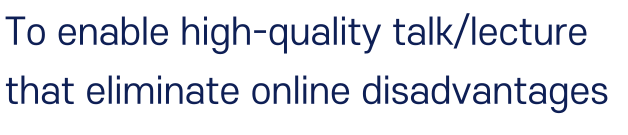 To enable high-quality talk/lecture
that eliminate online disadvantages